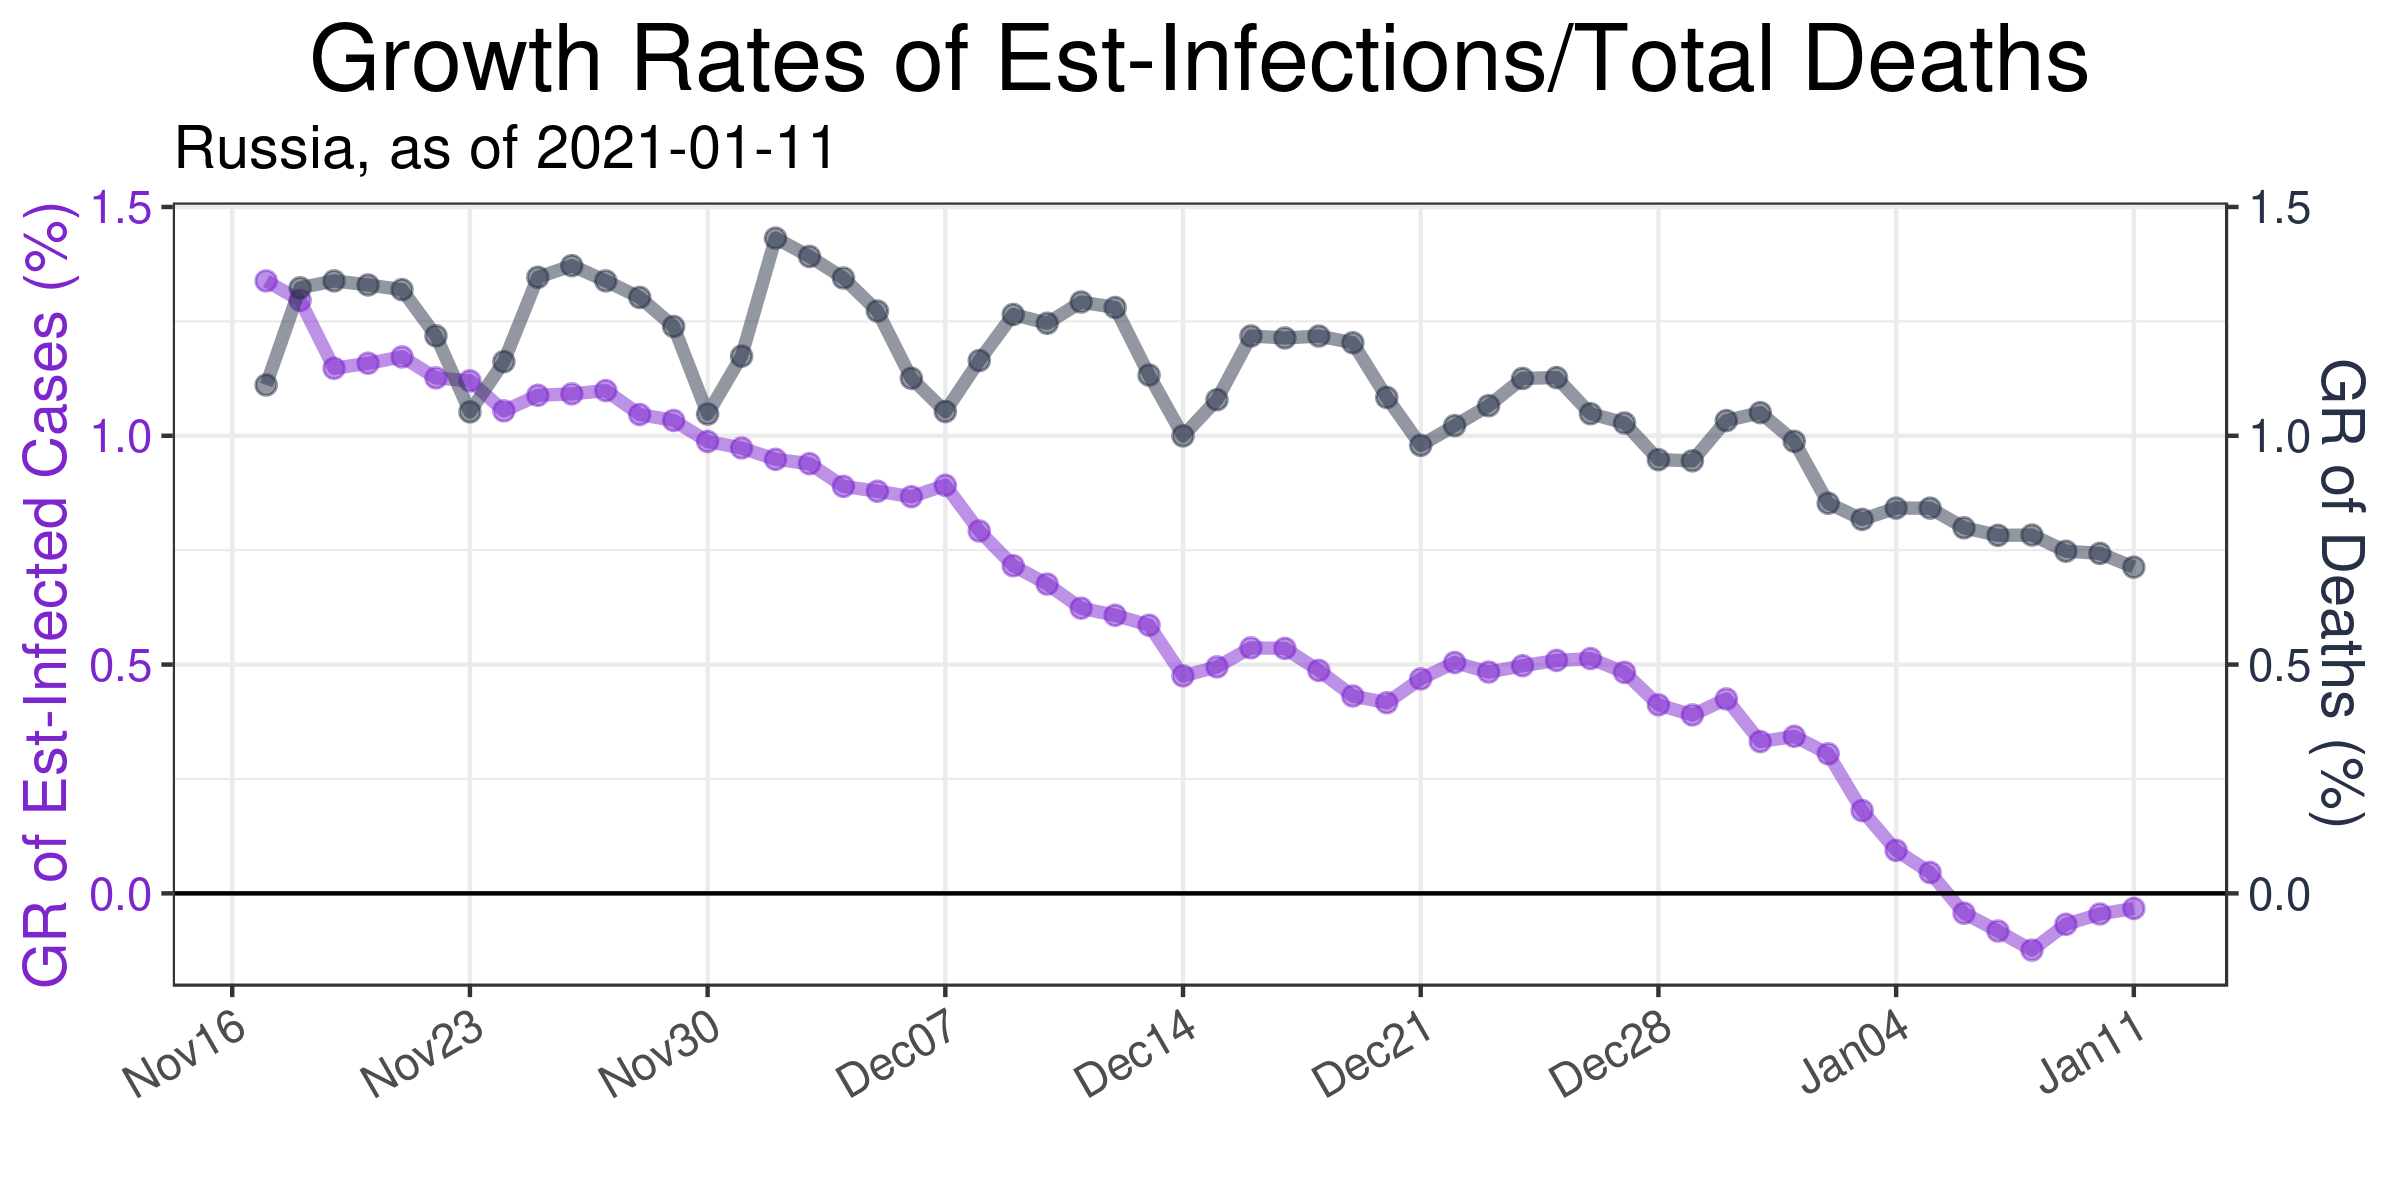 Growth Rates of Est-Infections/Total Deaths
Russia, as of 2021-01-11
GR of Est-Infected Cases (%)
1.5
1.0
0.5
0.0
1.5
1.0
0.5
0.0
GR of Deaths (%)
Nov16
Nov23
Nov30
Dec07
Dec14
Dec21
Dec28
Jan04
Jan11